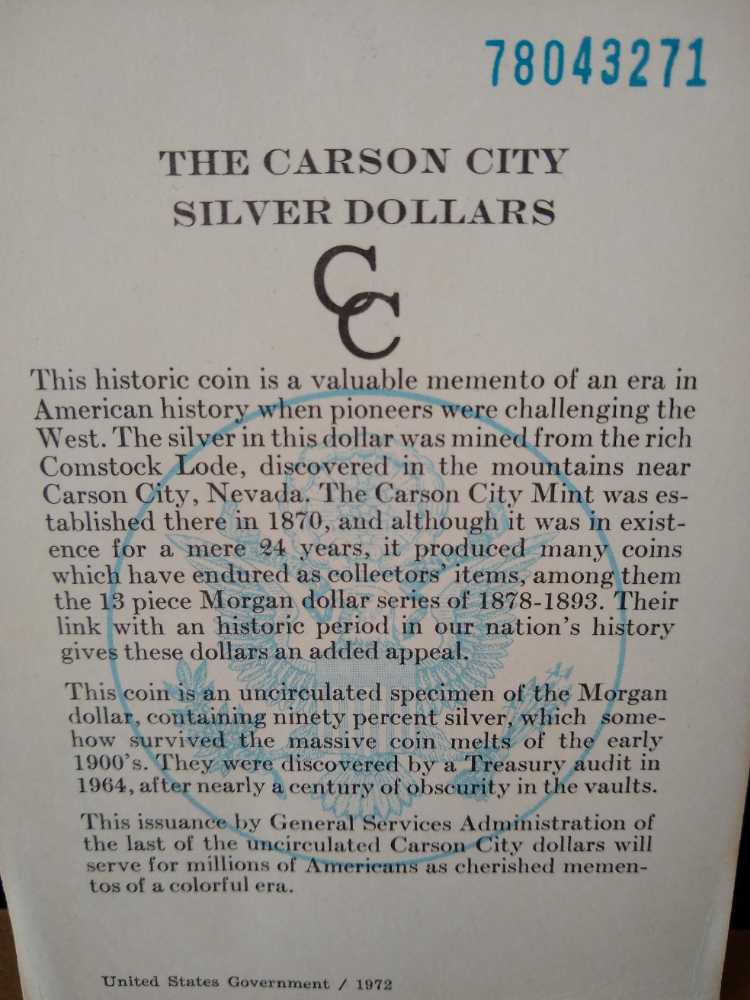 78043271
THE CARSON CITY
SILVER DOLLARS
CC
This historic coin is a valuable memento of an era in
American history when pioneers were challenging the
West. The silver in this dollar was mined from the rich
Comstock Lode, discovered in the mountains near
Carson City, Nevada. The Carson City Mint was es-
tablished there in 1870, and although it was in exist-
ence for a mere 24 years, it produced many coins
which have endured as collectors' items, among them
the 13 piece Morgan dollar series of 1878-1893. Their
link with an historic period in our nation's history
gives these dollars an added appeal.
This coin is an uncirculated specimen of the Morgan
dollar, containing ninety percent silver, which some-
how survived the massive coin melts of the early
1900's. They were discovered by a Treasury audit in
1964, after nearly a century of obscurity in the vaults.
This issuance by General Services Administration of
the last of the uncirculated Carson City dollars will
serve for millions of Americans as cherished memen-
tos of a colorful era.
United States Government / 1972